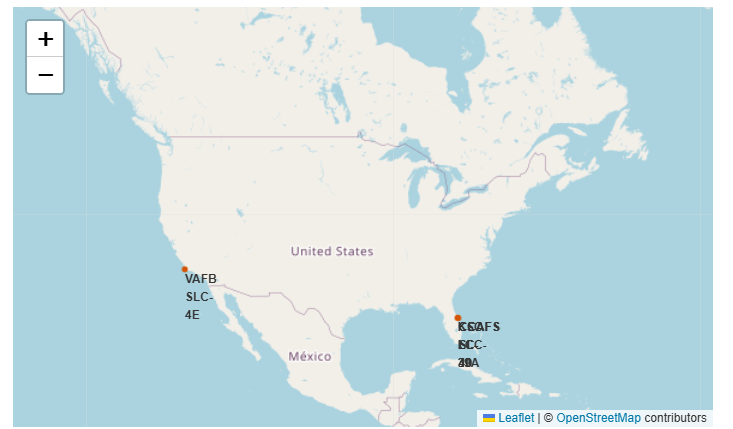 +
−
United States
VAFB
SLC-
4E
México
Leaflet | © OpenStreetMap contributors